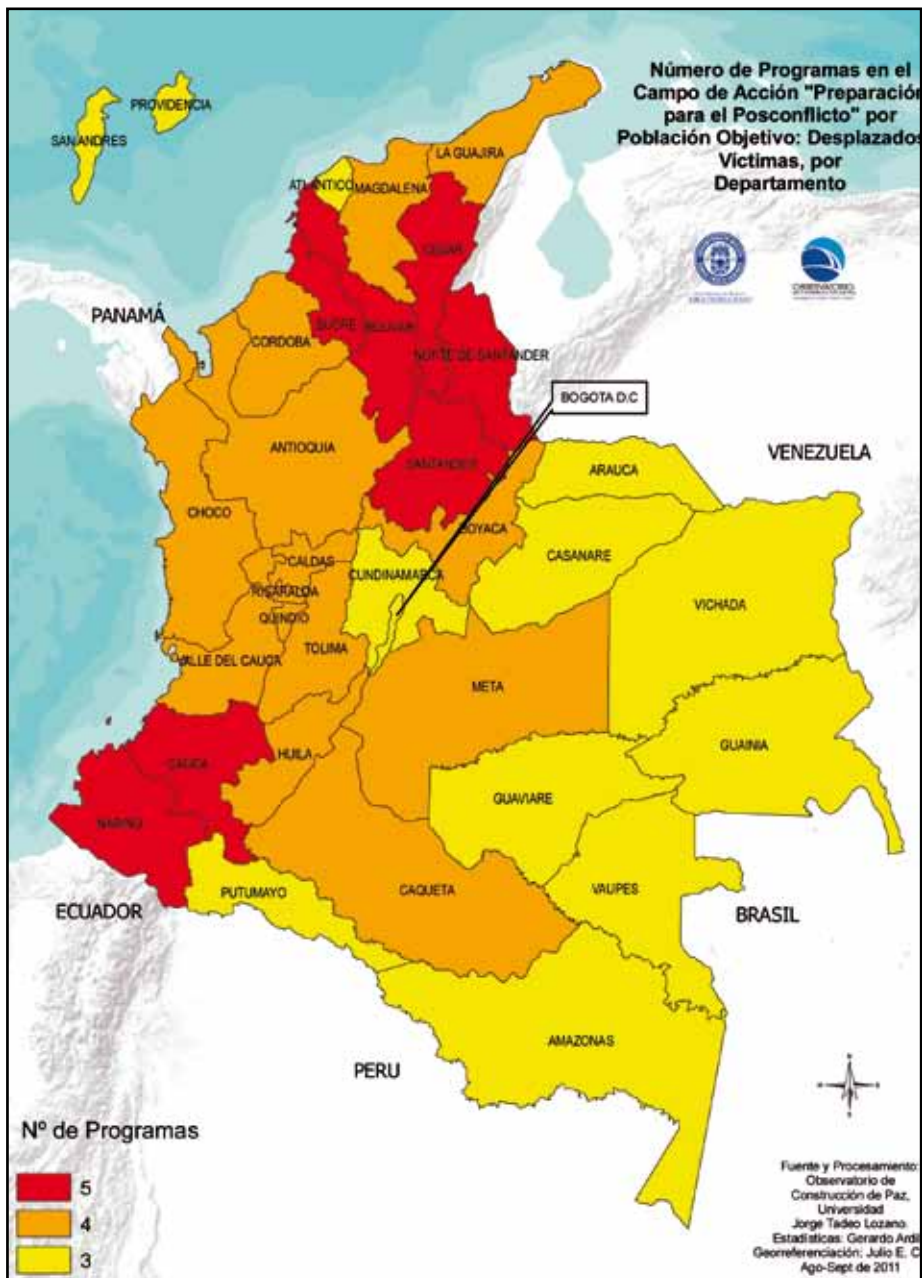 Número de Programas en el
Campo de Acción "Preparación
para el Posconflicto" por
Población Objetivo: Desplazados
Víctimas, por
Departamento
PROVIDENCIA
SAN ANDRES
LA GUAJIRA
ATLANTICO
MAGDALENA
CESAR
PANAMÁ
SUCRE
BOLIVAR
CORDOBA
NORTE DE SANTANDER
BOGOTA D.C
ANTIOQUIA
VENEZUELA
SANTANDER
ARAUCA
CHOCO
BOYACA
CASANARE
CALDAS
CUNDINAMARCA
RISARALDA
VICHADA
QUINDIO
TOLIMA
VALLE DEL CAUCA
META
GUAINIA
HUILA
CAUCA
GUAVIARE
NARIÑO
VAUPES
PUTUMAYO
CAQUETA
ECUADOR
BRASIL
AMAZONAS
PERU
Nº de Programas
5
4
3
Fuente y Procesamiento:
Observatorio de
Construcción de Paz,
Universidad
Jorge Tadeo Lozano.
Estadísticas: Gerardo Ardil
Georreferenciación: Julio E. C
Ago-Sept de 2011